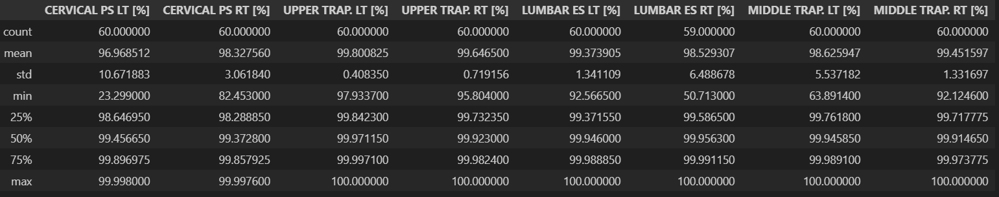 CERVICAL PS LT [%] CERVICAL PS RT [%] UPPER TRAP. LT [%] UPPER TRAP. RT [%] LUMBAR ES LT [%] LUMBAR ES RT [%] MIDDLE TRAP. LT [%] MIDDLE TRAP. RT [%]
count 60.000000 60.000000 60.000000 60.000000 60.000000 59.000000 60.000000 60.000000
mean 96.968512 98.327560 99.800825 99.646500 99.373905 98.529307 98.625947 99.451597
std 10.671883 3.061840 0.408350 0.719156 1.341109 6.488678 5.537182 1.331697
min 23.299000 82.453000 97.933700 95.804000 92.566500 50.713000 63.891400 92.124600
25% 98.646950 98.288850 99.842300 99.732350 99.371550 99.586500 99.761800 99.717775
50% 99.456650 99.372800 99.971150 99.923000 99.946000 99.956300 99.945850 99.914650
75% 99.896975 99.857925 99.997100 99.982400 99.988850 99.991150 99.989100 99.973775
max 99.998000 99.997600 100.000000 100.000000 100.000000 100.000000 100.000000 100.000000